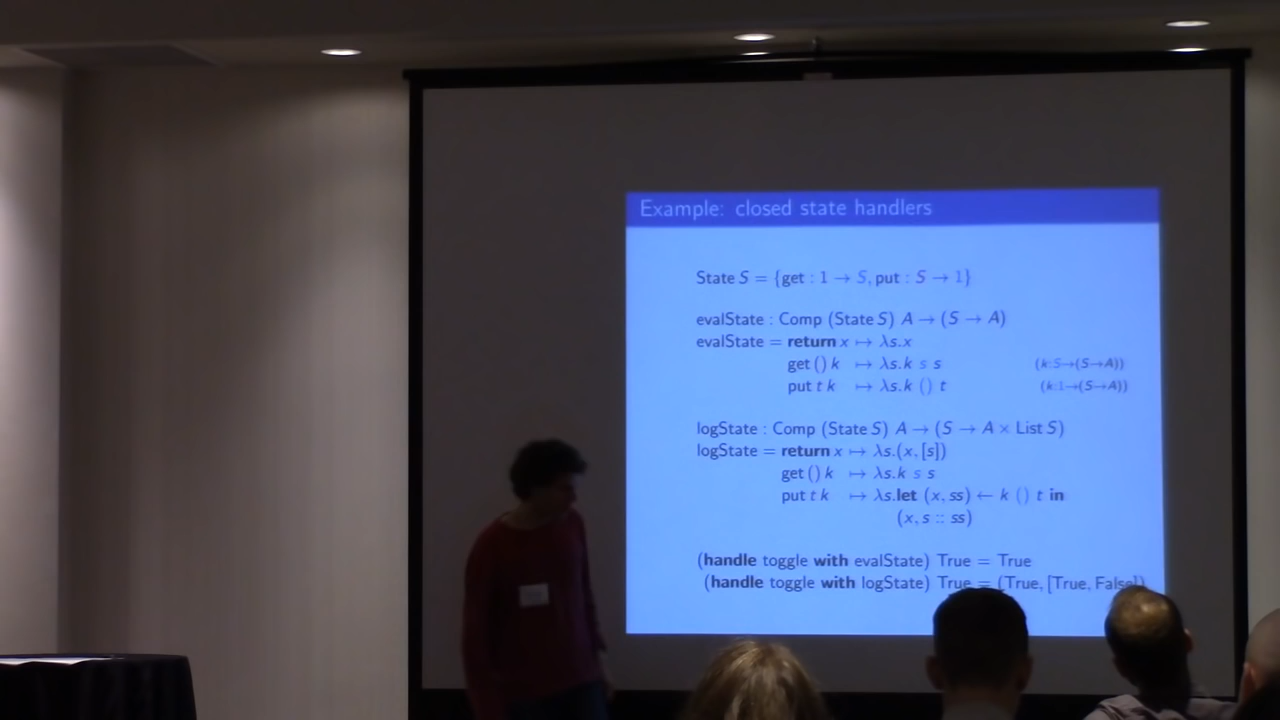 Example: closed state handlers
State S = {get : 1 → S, put : S → 1}
evalState : Comp (State S) A → (S → A)
evalState = return x ↦ λs.x
get () k ↦ λs.k s s (k:S→(S→A))
put t k ↦ λs.k () t (k:1→(S→A))
logState : Comp (State S) A → (S → A × List S)
logState = return x ↦ λs.(x, [s])
get () k ↦ λs.k s s
put t k ↦ λs.let (x, ss) ← k () t in
(x, s :: ss)
(handle toggle with evalState) True = True
(handle toggle with logState) True = (True, [True, False])